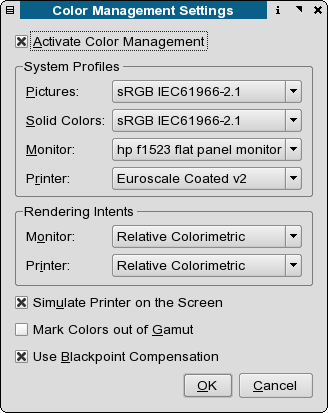 Color Management Settings
Activate Color Management
System Profiles
Pictures: sRGB IEC61966-2.1
Solid Colors: sRGB IEC61966-2.1
Monitor: hp f1523 flat panel monitor
Printer: Euroscale Coated v2
Rendering Intents
Monitor: Relative Colorimetric
Printer: Relative Colorimetric
Simulate Printer on the Screen
Mark Colors out of Gamut
Use Blackpoint Compensation
OK Cancel